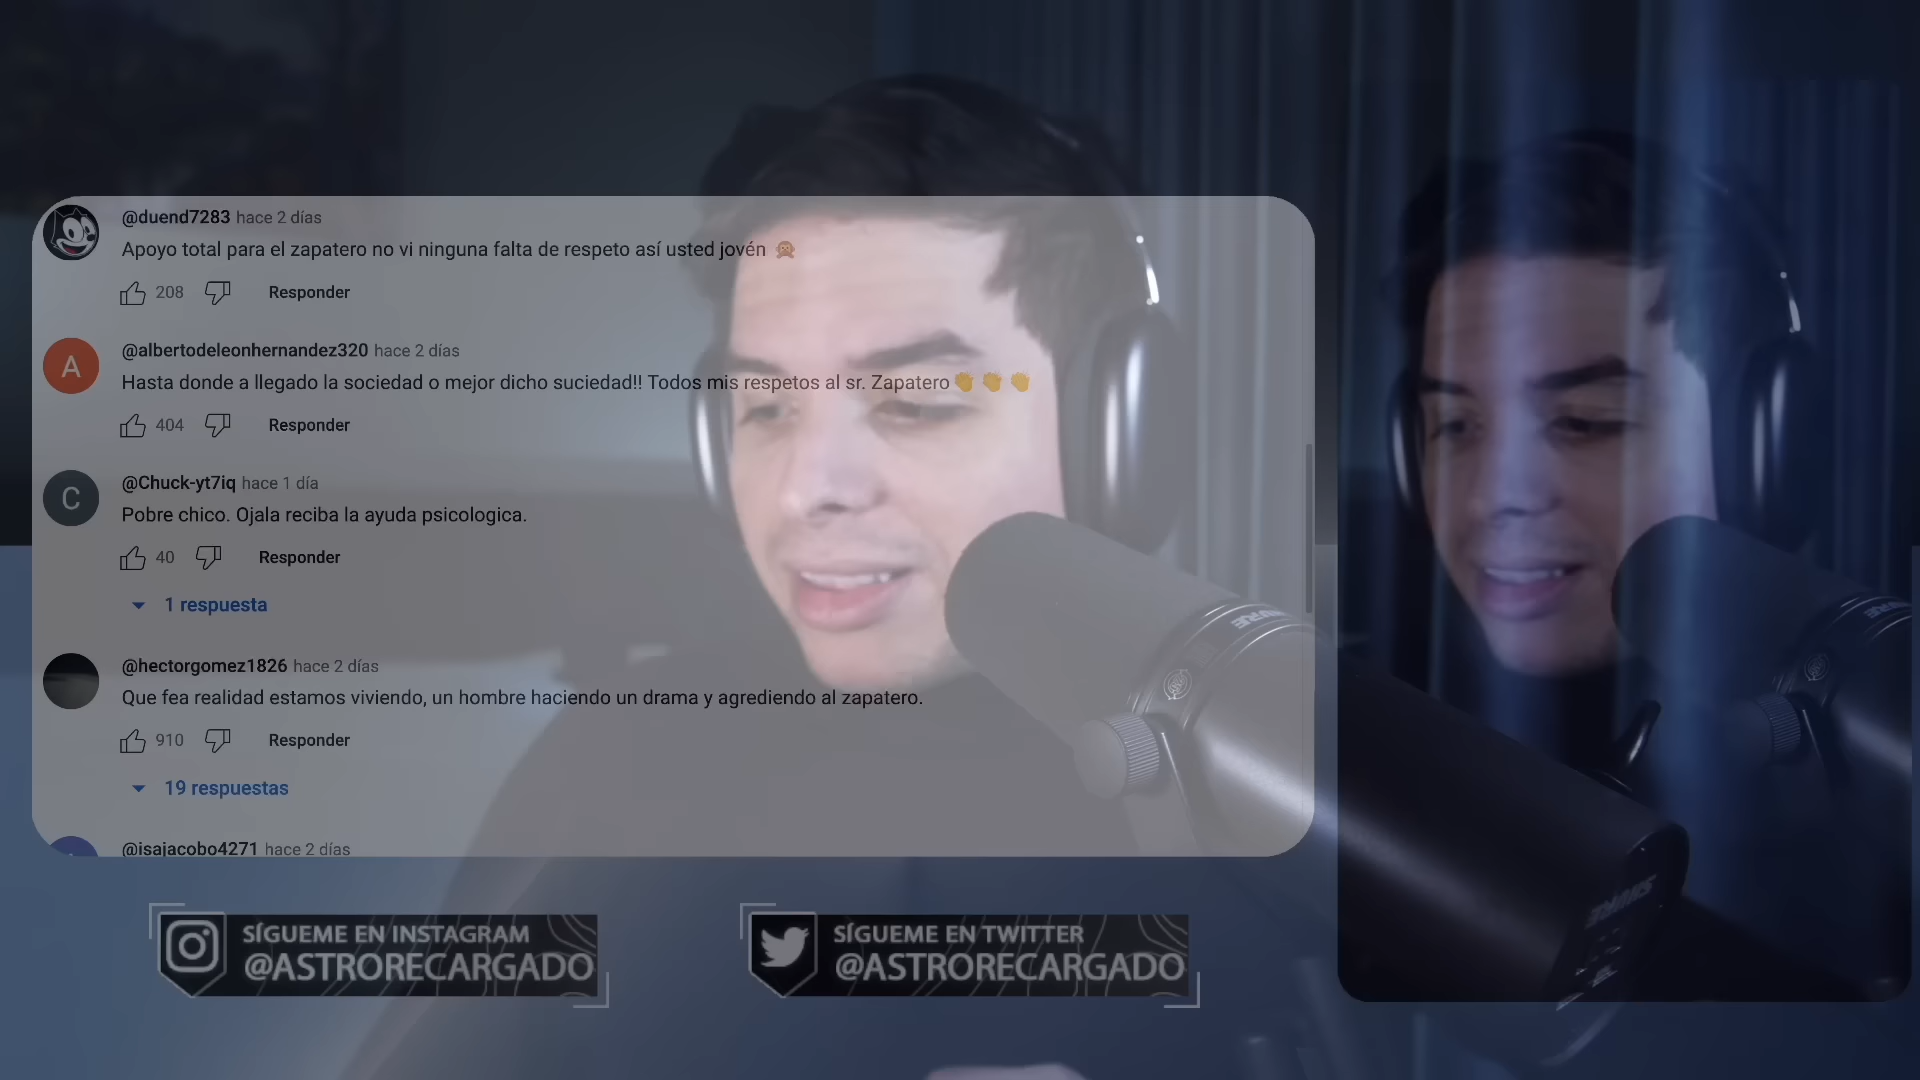 @duend7283 hace 2 días
Apoyo total para el zapatero no vi ninguna falta de respeto así usted jovén 🙊
208 Responder
A
@albertodeleonhernandez320 hace 2 días
Hasta donde a llegado la sociedad o mejor dicho suciedad!! Todos mis respetos al sr. Zapatero👏 👏 👏
404 Responder
C
@Chuck-yt7iq hace 1 día
Pobre chico. Ojala reciba la ayuda psicologica.
40 Responder
1 respuesta
@hectorgomez1826 hace 2 días
Que fea realidad estamos viviendo, un hombre haciendo un drama y agrediendo al zapatero.
910 Responder
19 respuestas
@isajacobo4271 hace 2 días
SÍGUEME EN INSTAGRAM
@ASTRORECARGADO
SÍGUEME EN TWITTER
@ASTRORECARGADO
SHURE